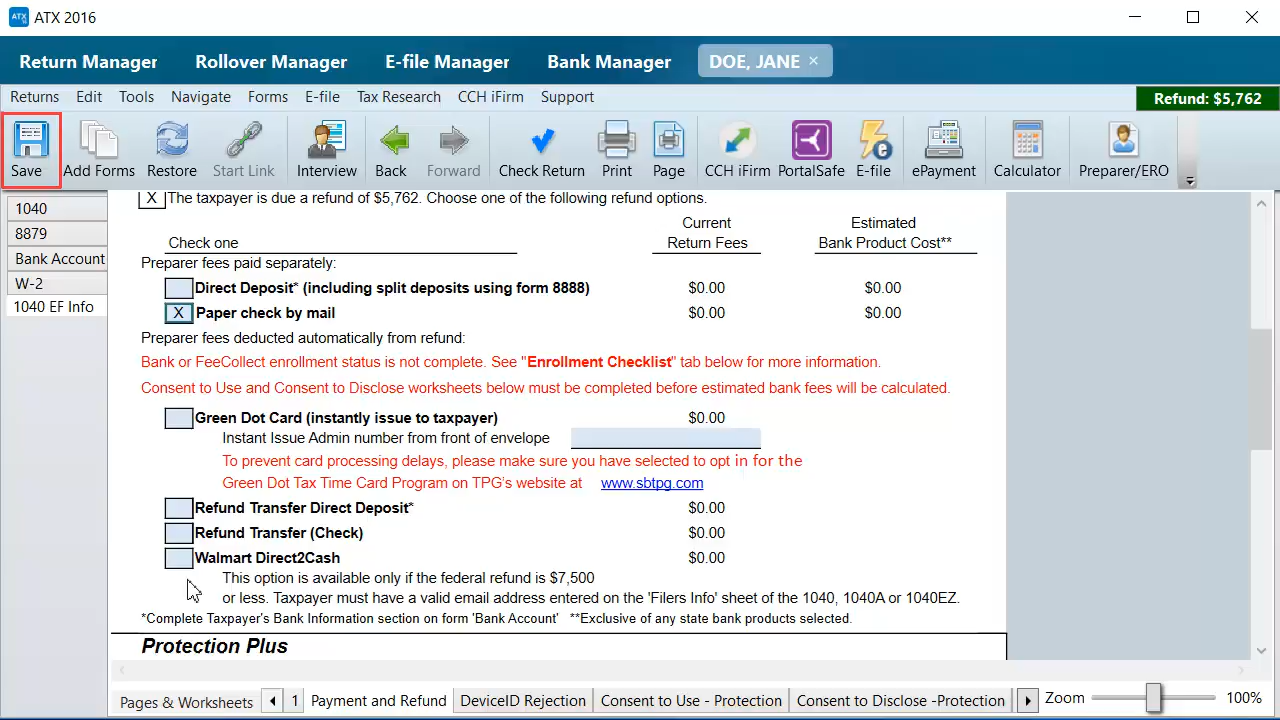 ATX 2016
Return Manager Rollover Manager E-file Manager Bank Manager DOE, JANE ×
Returns Edit Tools Navigate Forms E-file Tax Research CCH iFirm Support Refund: $5,762
Save Add Forms Restore Start Link Interview Back Forward Check Return Print Page CCH iFirm PortalSafe E-file ePayment Calculator Preparer/ERO
1040
8879
Bank Account
W-2
1040 EF Info
X The taxpayer is due a refund of $5,762. Choose one of the following refund options.
Current Estimated
Check one Return Fees Bank Product Cost**
Preparer fees paid separately:
Direct Deposit* (including split deposits using form 8888) $0.00 $0.00
X Paper check by mail $0.00 $0.00
Preparer fees deducted automatically from refund:
Bank or FeeCollect enrollment status is not complete. See "Enrollment Checklist" tab below for more information.
Consent to Use and Consent to Disclose worksheets below must be completed before estimated bank fees will be calculated.
Green Dot Card (instantly issue to taxpayer) $0.00
Instant Issue Admin number from front of envelope
To prevent card processing delays, please make sure you have selected to opt in for the
Green Dot Tax Time Card Program on TPG's website at www.sbtpg.com
Refund Transfer Direct Deposit* $0.00
Refund Transfer (Check) $0.00
Walmart Direct2Cash $0.00
This option is available only if the federal refund is $7,500
or less. Taxpayer must have a valid email address entered on the 'Filers Info' sheet of the 1040, 1040A or 1040EZ.
*Complete Taxpayer's Bank Information section on form 'Bank Account' **Exclusive of any state bank products selected.
Protection Plus
Pages & Worksheets 1 Payment and Refund DeviceID Rejection Consent to Use - Protection Consent to Disclose -Protection Zoom 100%